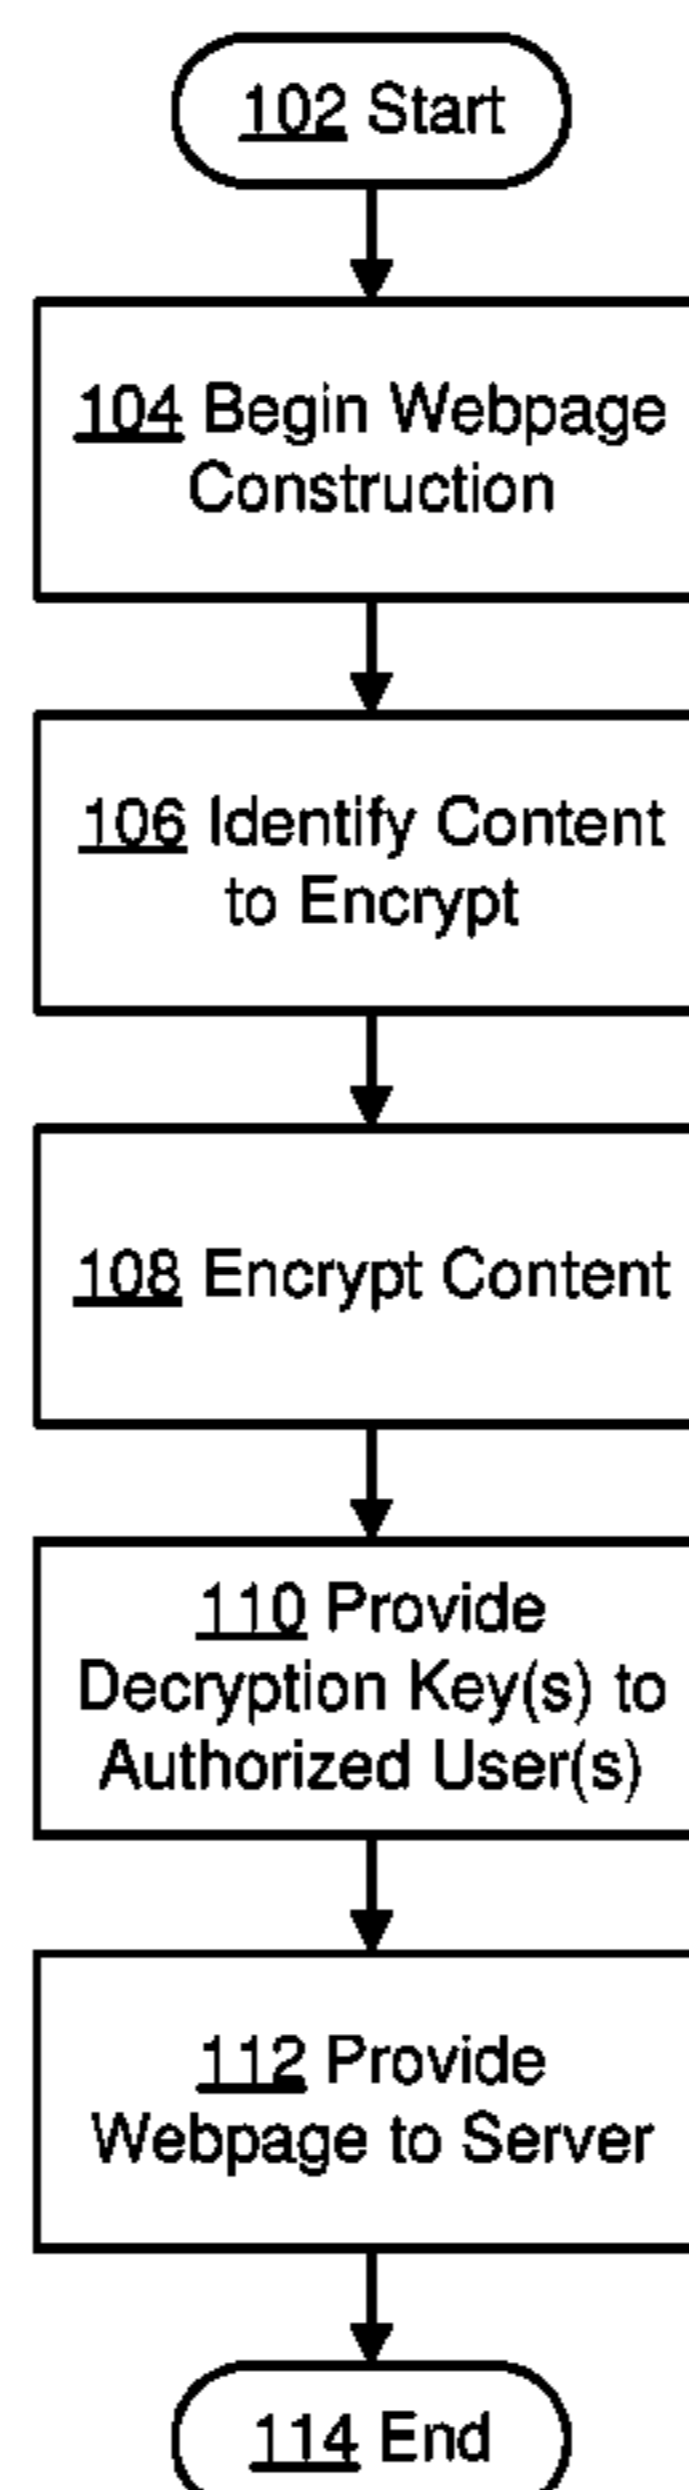 102 Start
104 Begin Webpage
Construction
106 Identify Content
to Encrypt
108 Encrypt Content
110 Provide
Decryption Key(s) to
Authorized User(s)
112 Provide
Webpage to Server
114 End